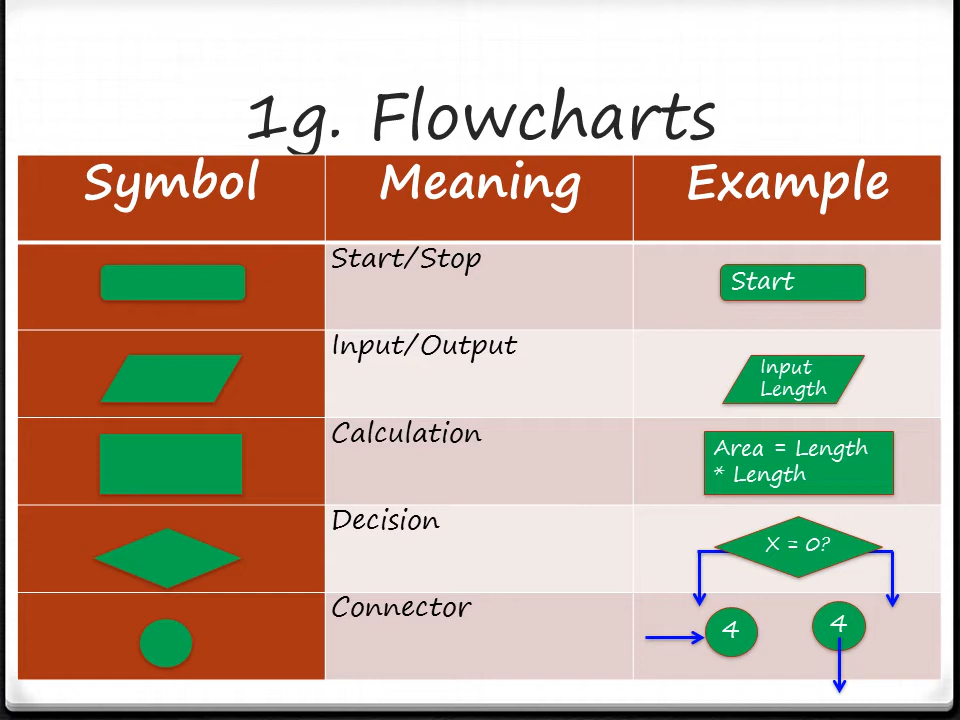 1g. Flowcharts
Symbol Meaning Example
Start/Stop
Start
Input/Output
Input
Length
Calculation
Area = Length
* Length
Decision
X = 0?
Connector
4 4